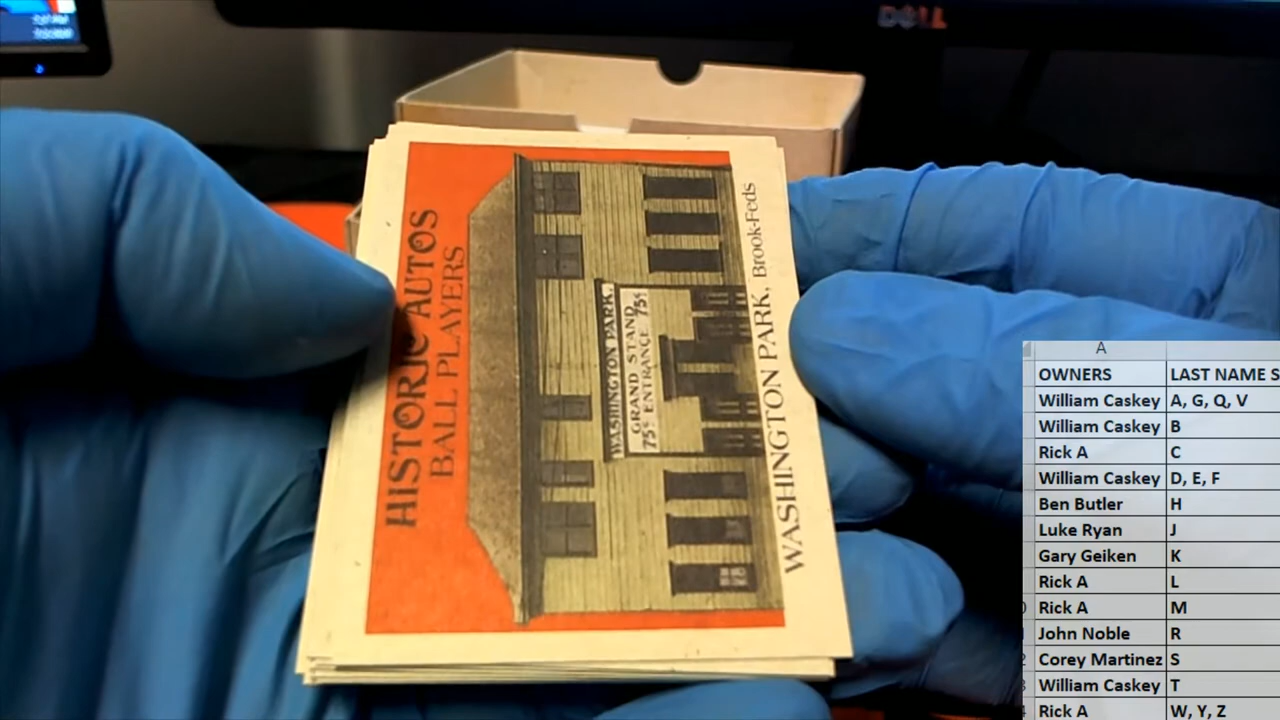 DELL
HISTORIC AUTOS
BALL PLAYERS
WASHINGTON PARK.
GRAND STAND
75¢ ENTRANCE 75¢
WASHINGTON PARK, Brook-Feds
A
OWNERS LAST NAME S
William Caskey A, G, Q, V
William Caskey B
Rick A C
William Caskey D, E, F
Ben Butler H
Luke Ryan J
Gary Geiken K
Rick A L
Rick A M
John Noble R
Corey Martinez S
William Caskey T
Rick A W, Y, Z